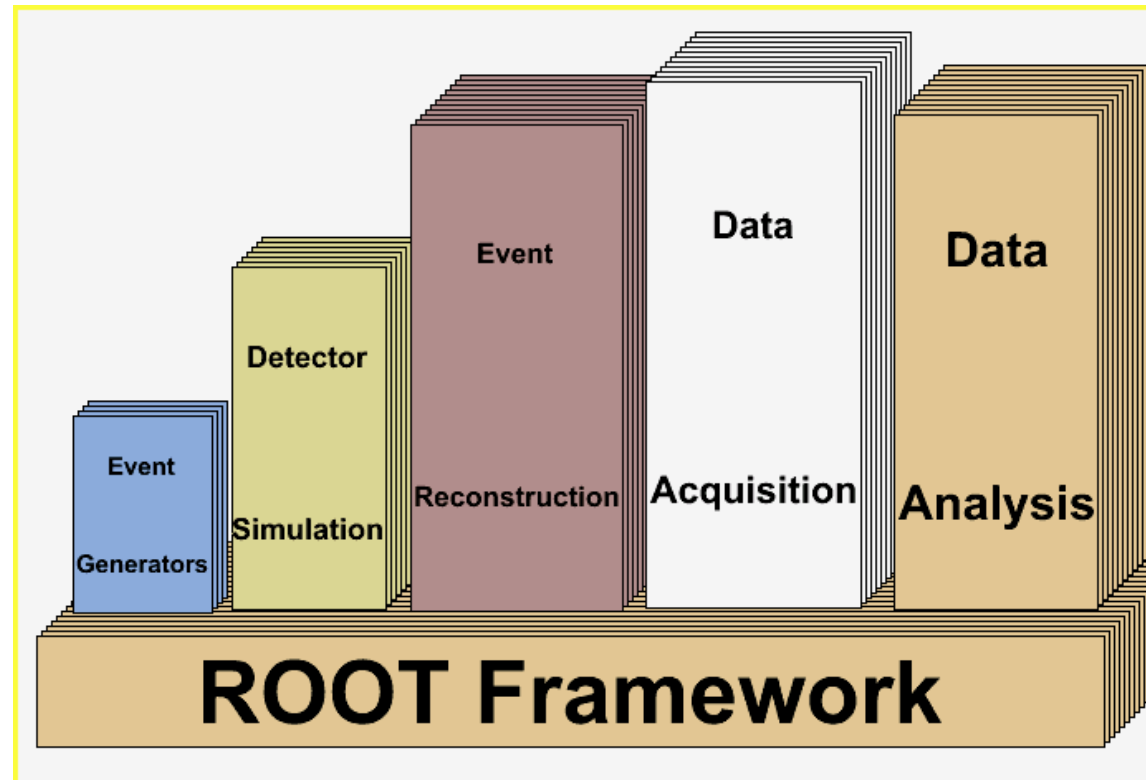 Event
Generators
Detector
Simulation
Event
Reconstruction
Data
Acquisition
Data
Analysis
ROOT Framework